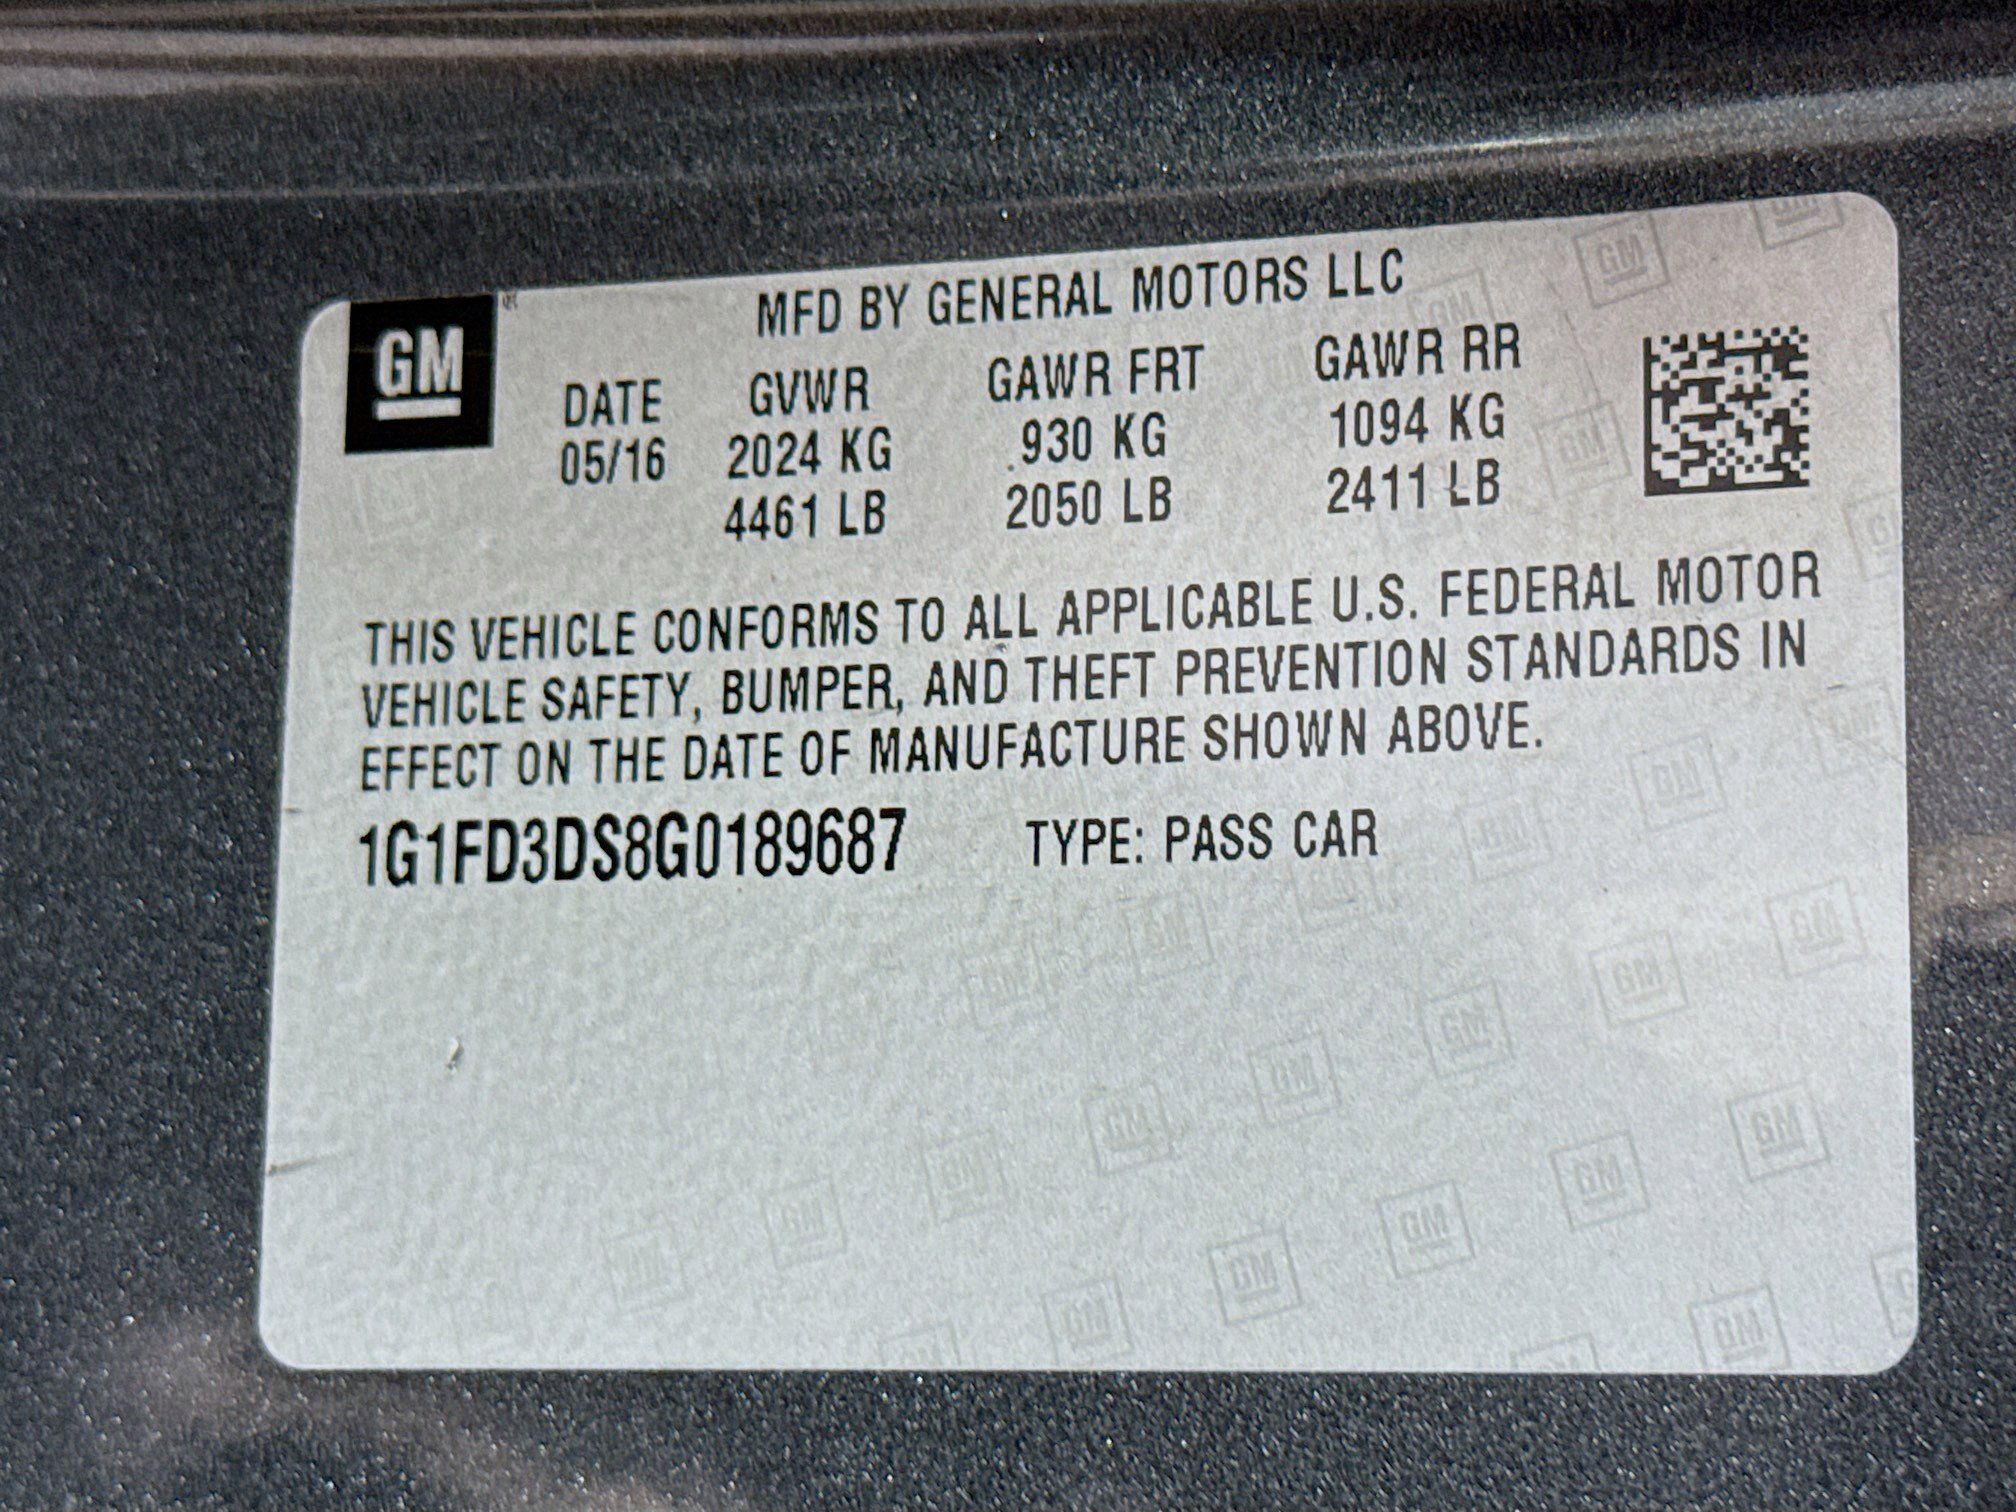 GM
MFD BY GENERAL MOTORS LLC
DATE GVWR GAWR FRT GAWR RR
05/16 2024 KG 930 KG 1094 KG
4461 LB 2050 LB 2411 LB
THIS VEHICLE CONFORMS TO ALL APPLICABLE U.S. FEDERAL MOTOR
VEHICLE SAFETY, BUMPER, AND THEFT PREVENTION STANDARDS IN
EFFECT ON THE DATE OF MANUFACTURE SHOWN ABOVE.
1G1FD3DS8G0189687 TYPE: PASS CAR